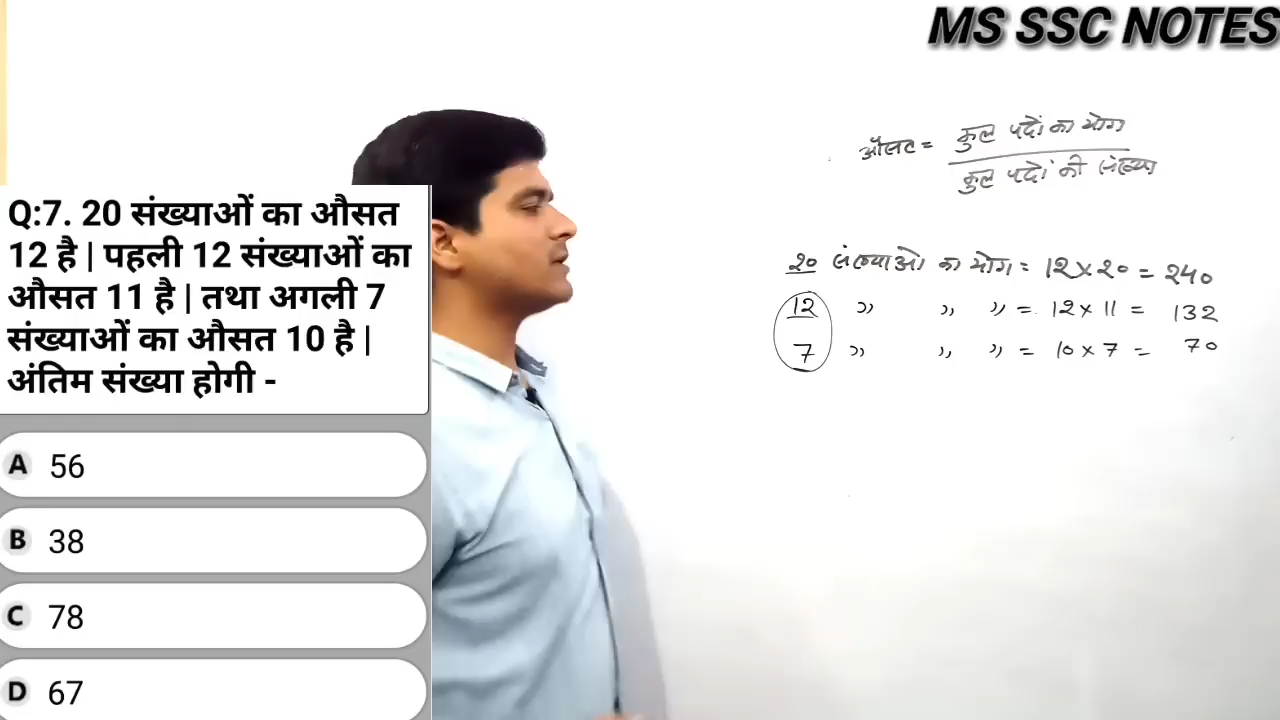 MS SSC NOTES
Q:7. 20 संख्याओं का औसत
12 है | पहली 12 संख्याओं का
औसत 11 है | तथा अगली 7
संख्याओं का औसत 10 है |
अंतिम संख्या होगी -
A 56
B 38
C 78
D 67
औसत = कुल पदों का योग
कुल पदों की संख्या
20 संख्याओ का योग = 12 × 20 = 240
12 〃 〃 〃 = 12 × 11 = 132
7 〃 〃 〃 = 10 × 7 = 70